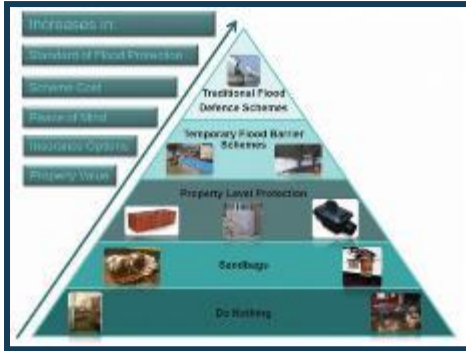 Increases in:
Standard of Flood Protection
Scheme Cost
Peace of Mind
Insurance Options
Property Value
Traditional Flood
Defence Schemes
Temporary Flood Barrier
Schemes
Property Level Protection
Sandbags
Do Nothing